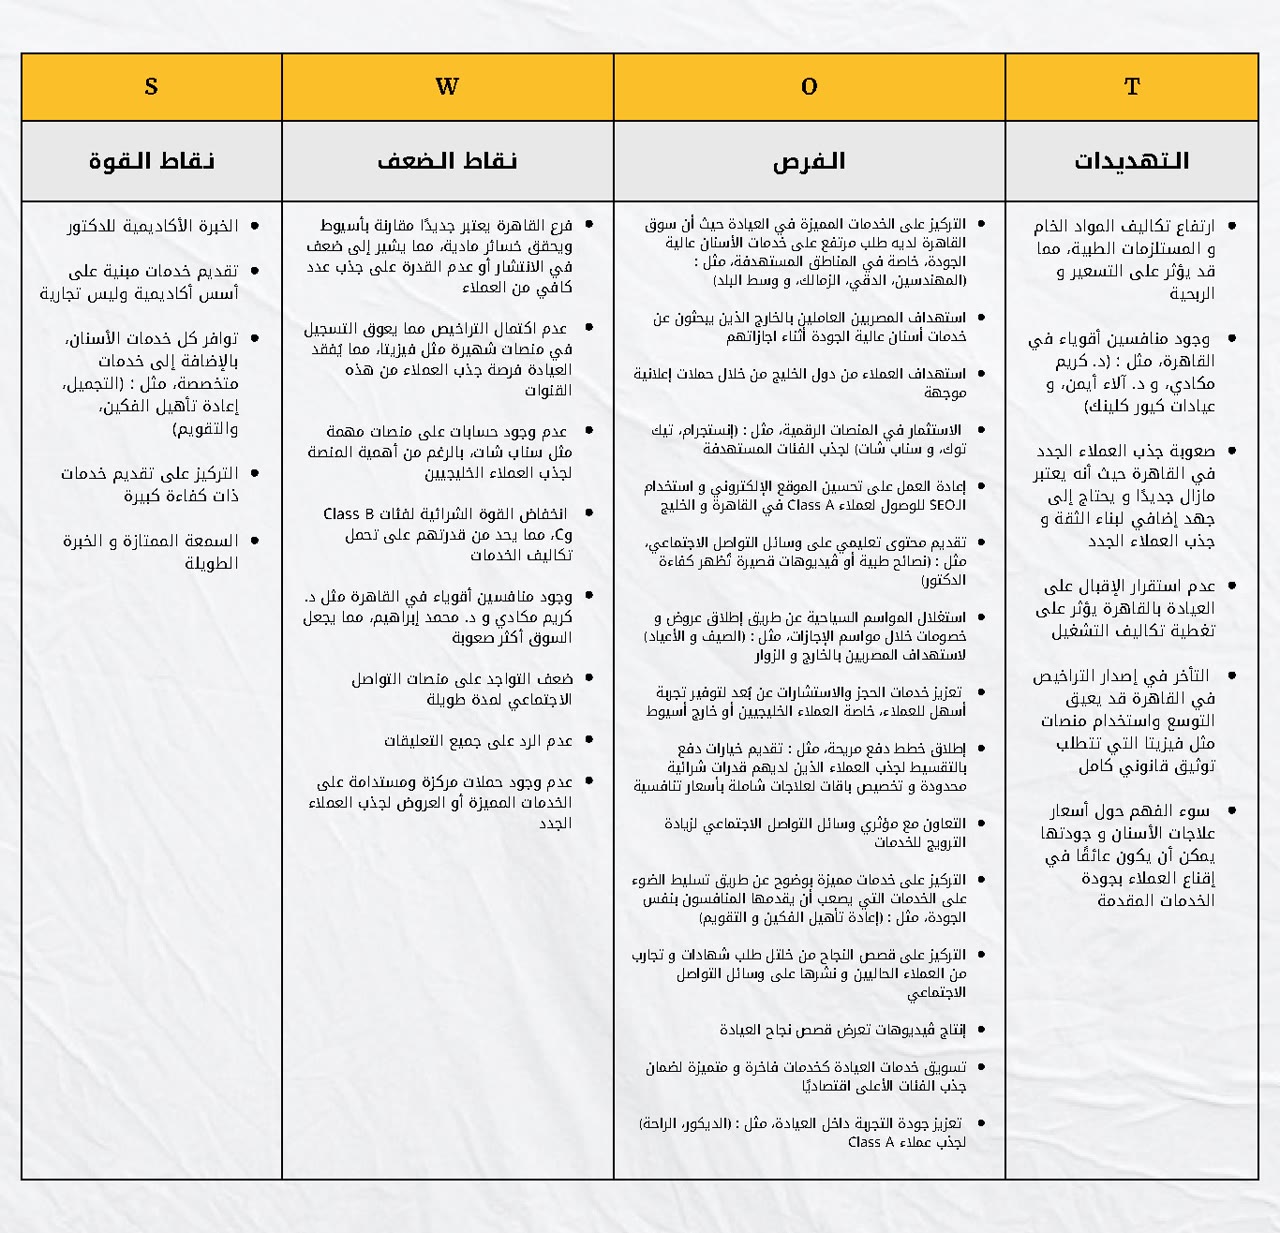 S
نقاط القوة
الخبرة الأكاديمية للدكتور
تقديم خدمات مبنية على
أسس أكاديمية وليس تجارية
توافر كل خدمات الأسنان،
بالإضافة إلى خدمات
متخصصة، مثل : (التجميل،
إعادة تأهيل الفكين،
والتقويم)
التركيز على تقديم خدمات
ذات كفاءة كبيرة
السمعة الممتازة و الخبرة
الطويلة
W
نقاط الضعف
فرع القاهرة يعتبر جديدًا مقارنة بأسيوط
ويحقق خسائر مادية، مما يشير إلى ضعف
في الانتشار أو عدم القدرة على جذب عدد
كافي من العملاء
عدم اكتمال التراخيص مما يعوق التسجيل
في منصات شهيرة مثل فيزيتا، مما يُفقد
العيادة فرصة جذب العملاء من هذه
القنوات
عدم وجود حسابات على منصات مهمة
مثل سناب شات، بالرغم من أهمية المنصة
لجذب العملاء الخليجيين
انخفاض القوة الشرائية لفئات Class B
وC، مما يحد من قدرتهم على تحمل
تكاليف الخدمات
وجود منافسين أقوياء في القاهرة مثل د.
كريم مكادي و د. محمد إبراهيم، مما يجعل
السوق أكثر صعوبة
ضعف التواجد على منصات التواصل
الاجتماعي لمدة طويلة
عدم الرد على جميع التعليقات
عدم وجود حملات مركزة ومستدامة على
الخدمات المميزة أو العروض لجذب العملاء
الجدد
O
الفرص
التركيز على الخدمات المميزة في العيادة حيث أن سوق
القاهرة لديه طلب مرتفع على خدمات الأسنان عالية
الجودة، خاصة في المناطق المستهدفة، مثل :
(المهندسين، الدقي، الزمالك، و وسط البلد)
استهداف المصريين العاملين بالخارج الذين يبحثون عن
خدمات أسنان عالية الجودة أثناء اجازاتهم
استهداف العملاء من دول الخليج من خلال حملات إعلانية
موجهة
الاستثمار في المنصات الرقمية، مثل : (إنستجرام، تيك
توك، و سناب شات) لجذب الفئات المستهدفة
إعادة العمل على تحسين الموقع الإلكتروني و استخدام
الـSEO للوصول لعملاء Class A في القاهرة و الخليج
تقديم محتوى تعليمي على وسائل التواصل الاجتماعي،
مثل : (نصائح طبية أو ڤيديوهات قصيرة تُظهر كفاءة
الدكتور)
استغلال المواسم السياحية عن طريق إطلاق عروض و
خصومات خلال مواسم الإجازات، مثل : (الصيف و الأعياد)
لاستهداف المصريين بالخارج و الزوار
تعزيز خدمات الحجز والاستشارات عن بُعد لتوفير تجربة
أسهل للعملاء، خاصة العملاء الخليجيين أو خارج أسيوط
إطلاق خطط دفع مريحة، مثل : تقديم خيارات دفع
بالتقسيط لجذب العملاء الذين لديهم قدرات شرائية
محدودة و تخصيص باقات لعلاجات شاملة بأسعار تنافسية
التعاون مع مؤثري وسائل التواصل الاجتماعي لزيادة
الترويج للخدمات
التركيز على خدمات مميزة بوضوح عن طريق تسليط الضوء
على الخدمات التي يصعب أن يقدمها المنافسون بنفس
الجودة، مثل : (إعادة تأهيل الفكين و التقويم)
التركيز على قصص النجاح من خلتل طلب شهادات و تجارب
من العملاء الحاليين و نشرها على وسائل التواصل
الاجتماعي
إنتاج ڤيديوهات تعرض قصص نجاح العيادة
تسويق خدمات العيادة كخدمات فاخرة و متميزة لضمان
جذب الفئات الأعلى اقتصاديًا
تعزيز جودة التجربة داخل العيادة، مثل : (الديكور، الراحة)
لجذب عملاء Class A
T
التهديدات
ارتفاع تكاليف المواد الخام
و المستلزمات الطبية، مما
قد يؤثر على التسعير و
الربحية
وجود منافسين أقوياء في
القاهرة، مثل : (د. كريم
مكادي، و د. آلاء أيمن، و
عيادات كيور كلينك)
صعوبة جذب العملاء الجدد
في القاهرة حيث أنه يعتبر
مازال جديدًا و يحتاج إلى
جهد إضافي لبناء الثقة و
جذب العملاء الجدد
عدم استقرار الإقبال على
العيادة بالقاهرة يؤثر على
تغطية تكاليف التشغيل
التأخر في إصدار التراخيص
في القاهرة قد يعيق
التوسع واستخدام منصات
مثل فيزيتا التي تتطلب
توثيق قانوني كامل
سوء الفهم حول أسعار
علاجات الأسنان و جودتها
يمكن أن يكون عائقًا في
إقناع العملاء بجودة
الخدمات المقدمة